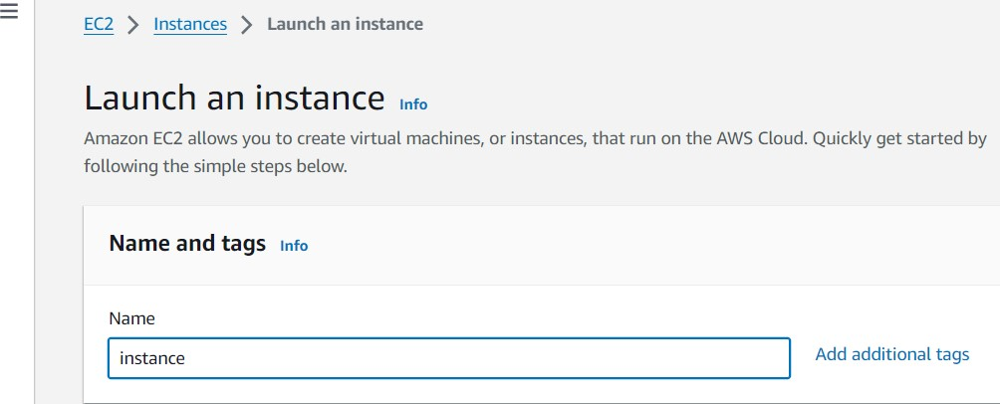 EC2 > Instances > Launch an instance
Launch an instance Info
Amazon EC2 allows you to create virtual machines, or instances, that run on the AWS Cloud. Quickly get started by
following the simple steps below.
Name and tags Info
Name
instance
Add additional tags